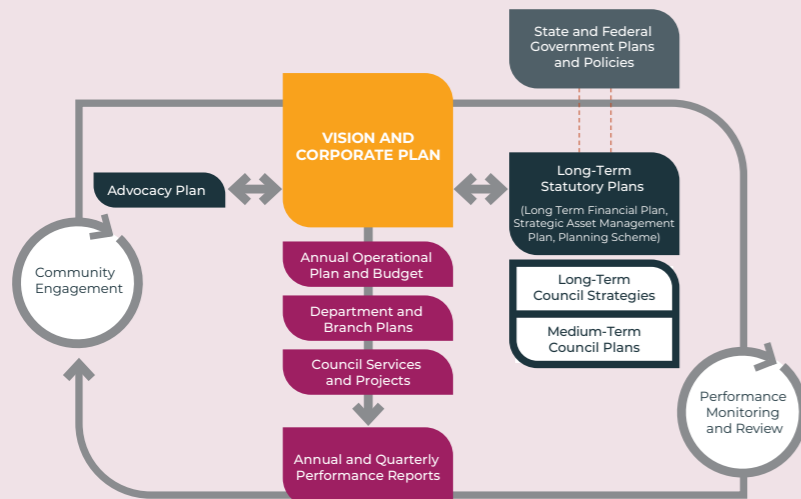 State and Federal
Government Plans
and Policies
VISION AND
CORPORATE PLAN
Advocacy Plan
Long-Term
Statutory Plans
(Long Term Financial Plan,
Strategic Asset Management
Plan, Planning Scheme)
Community
Engagement
Annual Operational
Plan and Budget
Long-Term
Council Strategies
Department and
Branch Plans
Medium-Term
Council Plans
Council Services
and Projects
Performance
Monitoring
and Review
Annual and Quarterly
Performance Reports